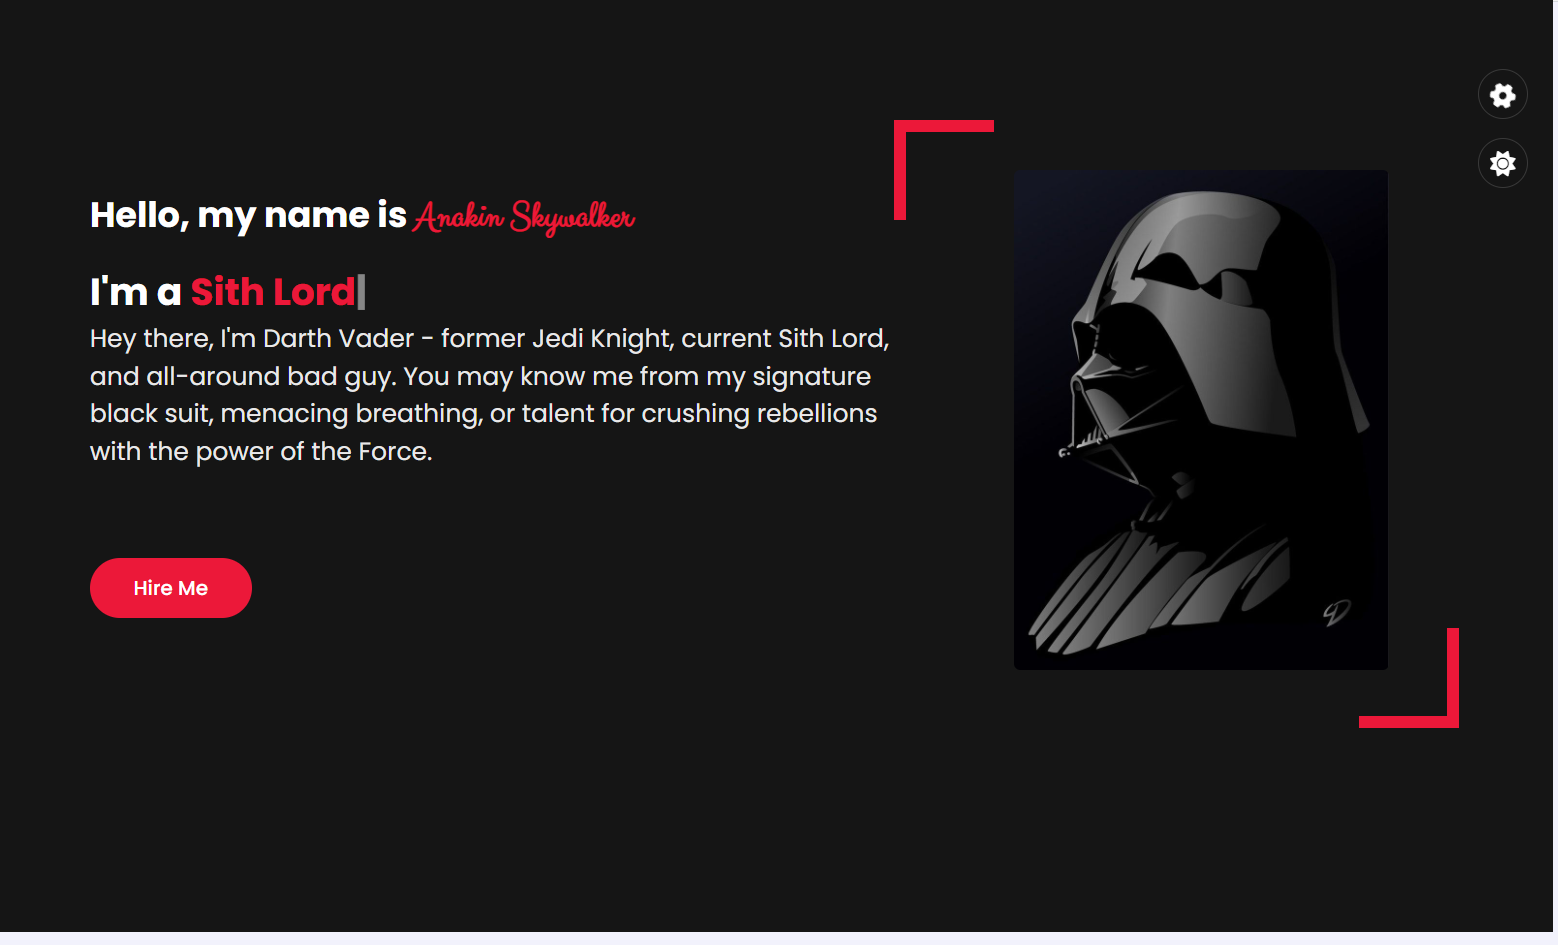 Hello, my name is Anakin Skywalker
I'm a Sith Lord
Hey there, I'm Darth Vader - former Jedi Knight, current Sith Lord,
and all-around bad guy. You may know me from my signature
black suit, menacing breathing, or talent for crushing rebellions
with the power of the Force.
Hire Me